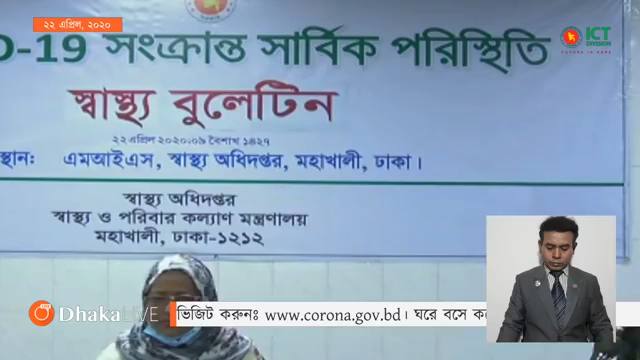 ২২ এপ্রিল, ২০২০
ICT
DIVISION
D-19 সংক্রান্ত সার্বিক পরিস্থিতি
স্বাস্থ্য বুলেটিন
২২ এপ্রিল ২০২০;০৯ বৈশাখ ১৪২৭
স্থান: এমআইএস, স্বাস্থ্য অধিদপ্তর, মহাখালী, ঢাকা।
স্বাস্থ্য অধিদপ্তর
স্বাস্থ্য ও পরিবার কল্যাণ মন্ত্রণালয়
মহাখালী, ঢাকা-১২১২
DhakaLIVE
ভিজিট করুনঃ www.corona.gov.bd। ঘরে বসে